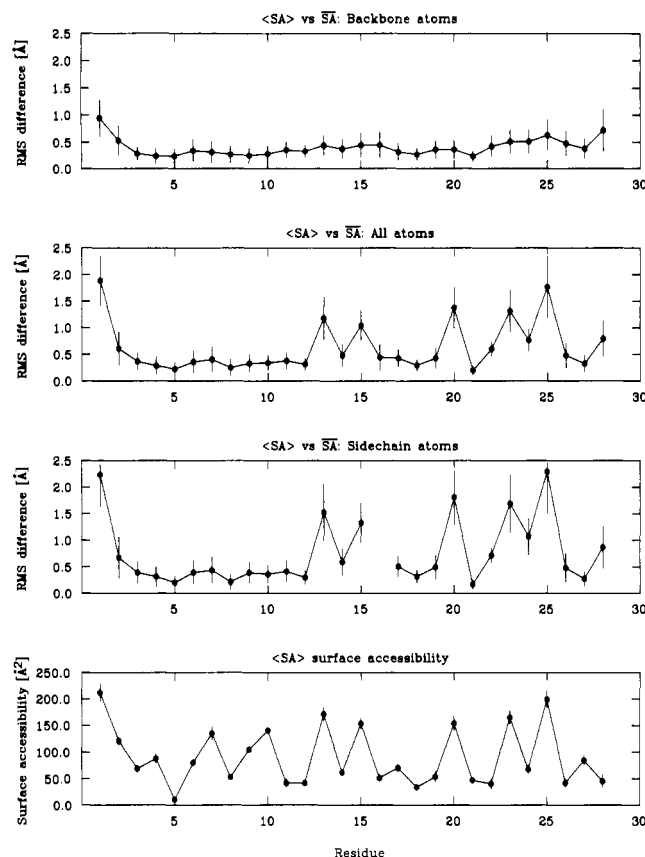 <SA> vs S̅A̅: Backbone atoms
RMS difference [Å]
2.5
2.0
1.5
1.0
0.5
0.0
5 10 15 20 25 30
<SA> vs S̅A̅: All atoms
RMS difference [Å]
2.5
2.0
1.5
1.0
0.5
0.0
5 10 15 20 25 30
<SA> vs S̅A̅: Sidechain atoms
RMS difference [Å]
2.5
2.0
1.5
1.0
0.5
0.0
5 10 15 20 25 30
<SA> surface accessibility
Surface accessibility [Å²]
250.0
200.0
150.0
100.0
50.0
0.0
5 10 15 20 25 30
Residue